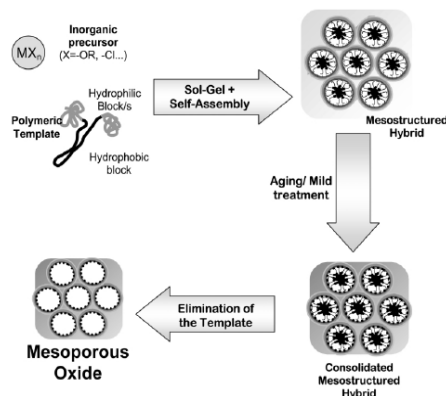 MXn
Inorganic
precursor
(X=-OR, -Cl...)
Hydrophilic
Block/s
Polymeric
Template
Hydrophobic
block
Sol-Gel +
Self-Assembly
Mesostructured
Hybrid
Aging/ Mild
treatment
Consolidated
Mesostructured
Hybrid
Elimination of
the Template
Mesoporous
Oxide